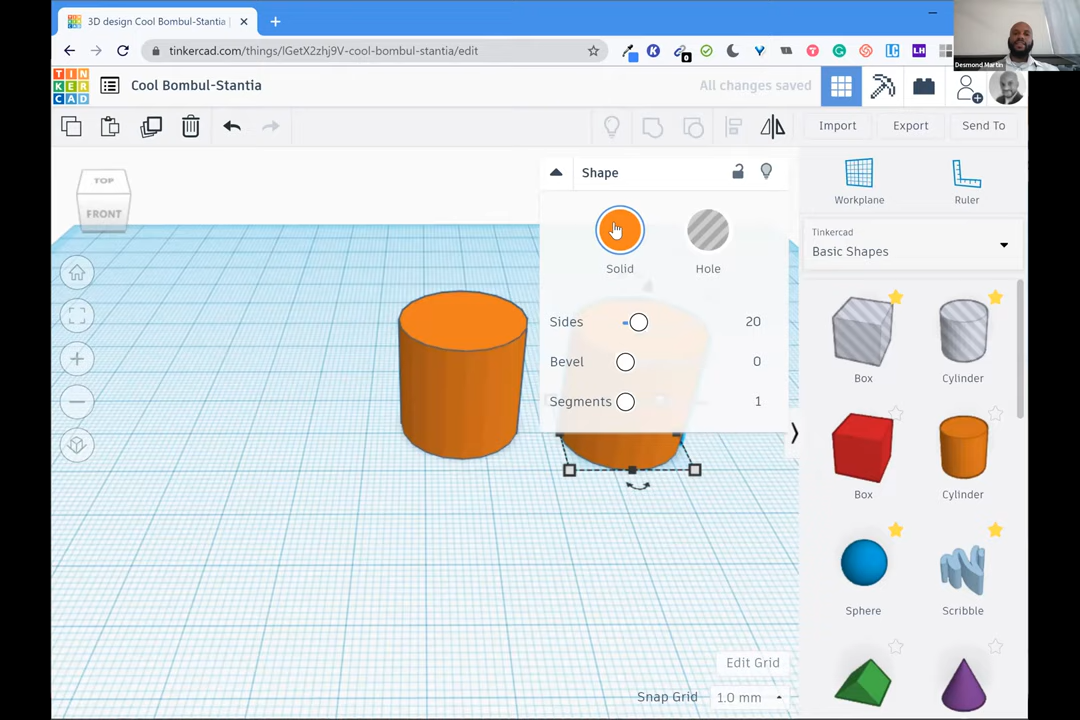 3D design Cool Bombul-Stantia
tinkercad.com/things/lGetX2zhj9V-cool-bombul-stantia/edit
Desmond Martin
TIN
KER
CAD
Cool Bombul-Stantia
All changes saved
Import
Export
Send To
TOP
FRONT
Shape
Solid
Hole
Sides
20
Bevel
0
Segments
1
Workplane
Ruler
Tinkercad
Basic Shapes
Box
Cylinder
Box
Cylinder
Sphere
Scribble
Edit Grid
Snap Grid
1.0 mm